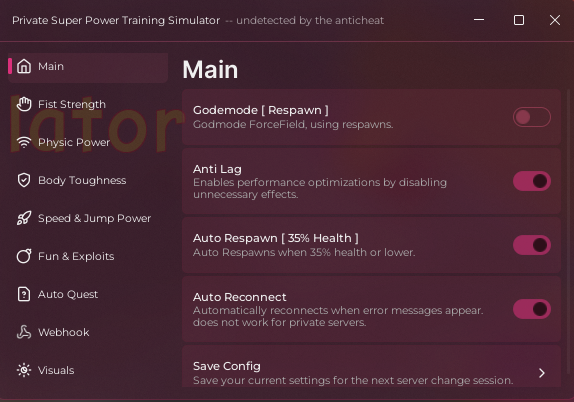 Private Super Power Training Simulator -- undetected by the anticheat
Main
Fist Strength
Physic Power
Body Toughness
Speed & Jump Power
Fun & Exploits
Auto Quest
Webhook
Visuals
lator
Main
Godemode [ Respawn ]
Godmode ForceField, using respawns.
Anti Lag
Enables performance optimizations by disabling
unnecessary effects.
Auto Respawn [ 35% Health ]
Auto Respawns when 35% health or lower.
Auto Reconnect
Automatically reconnects when error messages appear.
does not work for private servers.
Save Config
Save your current settings for the next server change session.